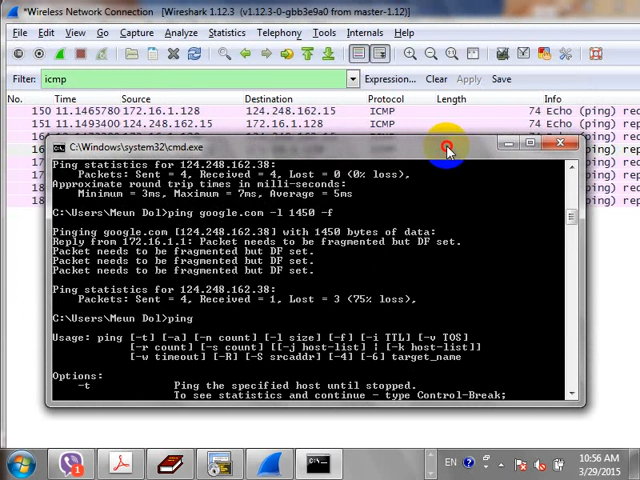 *Wireless Network Connection   [Wireshark 1.12.3  (v1.12.3-0-gbb3e9a0 from master-1.12)]
File Edit View Go Capture Analyze Statistics Telephony Tools Internals Help
Filter: icmp Expression... Clear Apply Save
No. Time Source Destination Protocol Length Info
150 11.1465780 172.16.1.128 124.248.162.15 ICMP 74 Echo (ping) req
151 11.1493400 124.248.162.15 172.16.1.128 ICMP 74 Echo (ping) rep
C:\Windows\system32\cmd.exe
Ping statistics for 124.248.162.38:
Packets: Sent = 4, Received = 4, Lost = 0 (0% loss),
Approximate round trip times in milli-seconds:
Minimum = 3ms, Maximum = 7ms, Average = 5ms
C:\Users\Meun Dol>ping google.com -l 1450 -f
Pinging google.com [124.248.162.38] with 1450 bytes of data:
Reply from 172.16.1.1: Packet needs to be fragmented but DF set.
Packet needs to be fragmented but DF set.
Packet needs to be fragmented but DF set.
Packet needs to be fragmented but DF set.
Ping statistics for 124.248.162.38:
Packets: Sent = 4, Received = 1, Lost = 3 (75% loss),
C:\Users\Meun Dol>ping
Usage: ping [-t] [-a] [-n count] [-l size] [-f] [-i TTL] [-v TOS]
[-r count] [-s count] [[-j host-list] | [-k host-list]]
[-w timeout] [-R] [-S srcaddr] [-4] [-6] target_name
Options:
-t Ping the specified host until stopped.
To see statistics and continue - type Control-Break;
EN
10:56 AM
3/29/2015